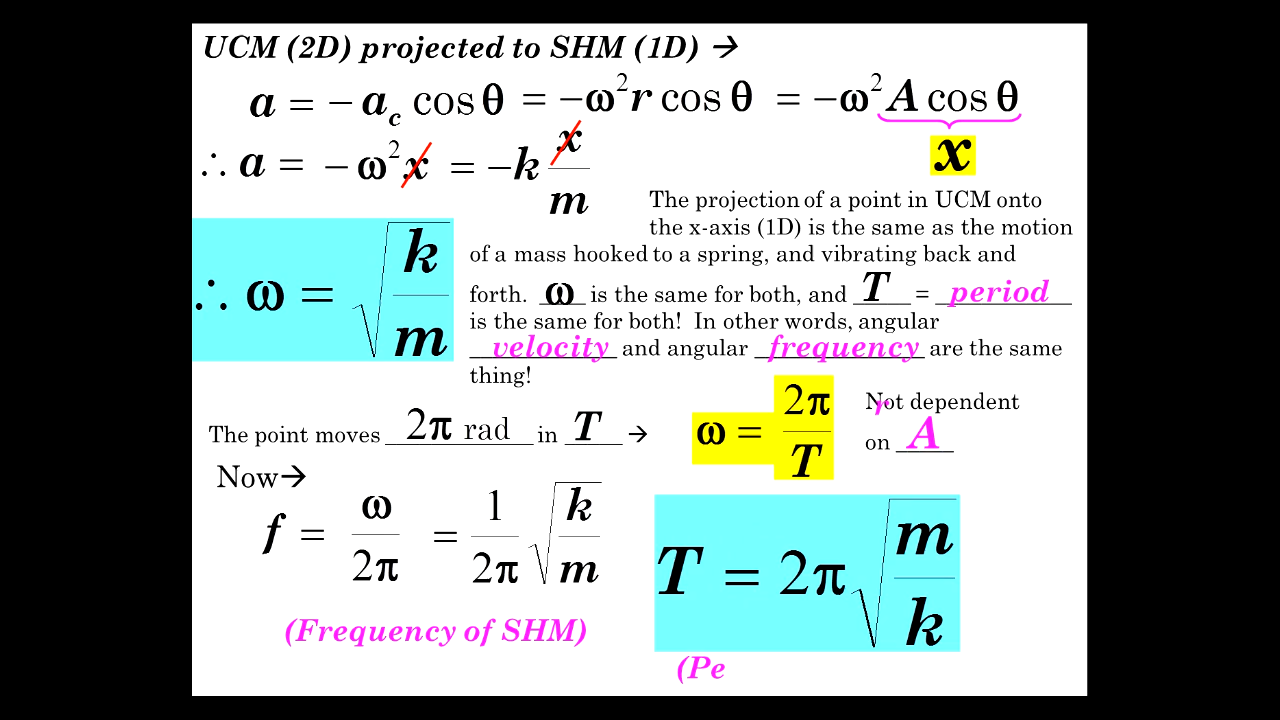 UCM (2D) projected to SHM (1D) →
a = − a_c cos θ = −ω²r cos θ = −ω²A cos θ
x
∴ a = − ω²x = −k x/m
The projection of a point in UCM onto
the x-axis (1D) is the same as the motion
of a mass hooked to a spring, and vibrating back and
forth. ω is the same for both, and T = period
is the same for both! In other words, angular
velocity and angular frequency are the same
thing!
∴ ω = √(k/m)
The point moves 2π rad in T →
ω = 2π/T
Not dependent
r
on A
Now→
f = ω/2π = 1/2π √(k/m)
(Frequency of SHM)
T = 2π√(m/k)
(Pe